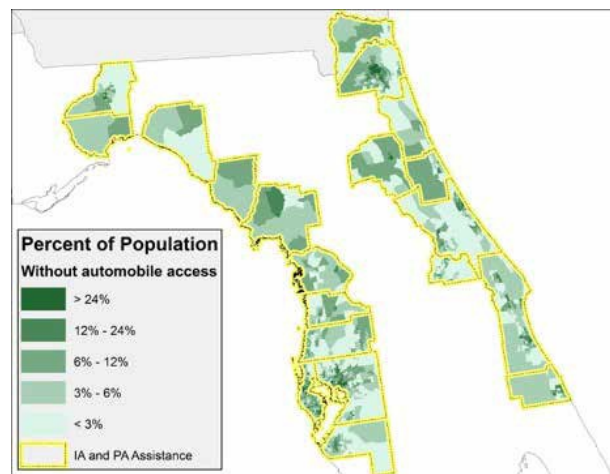 Percent of Population
Without automobile access
> 24%
12% - 24%
6% - 12%
3% - 6%
< 3%
IA and PA Assistance